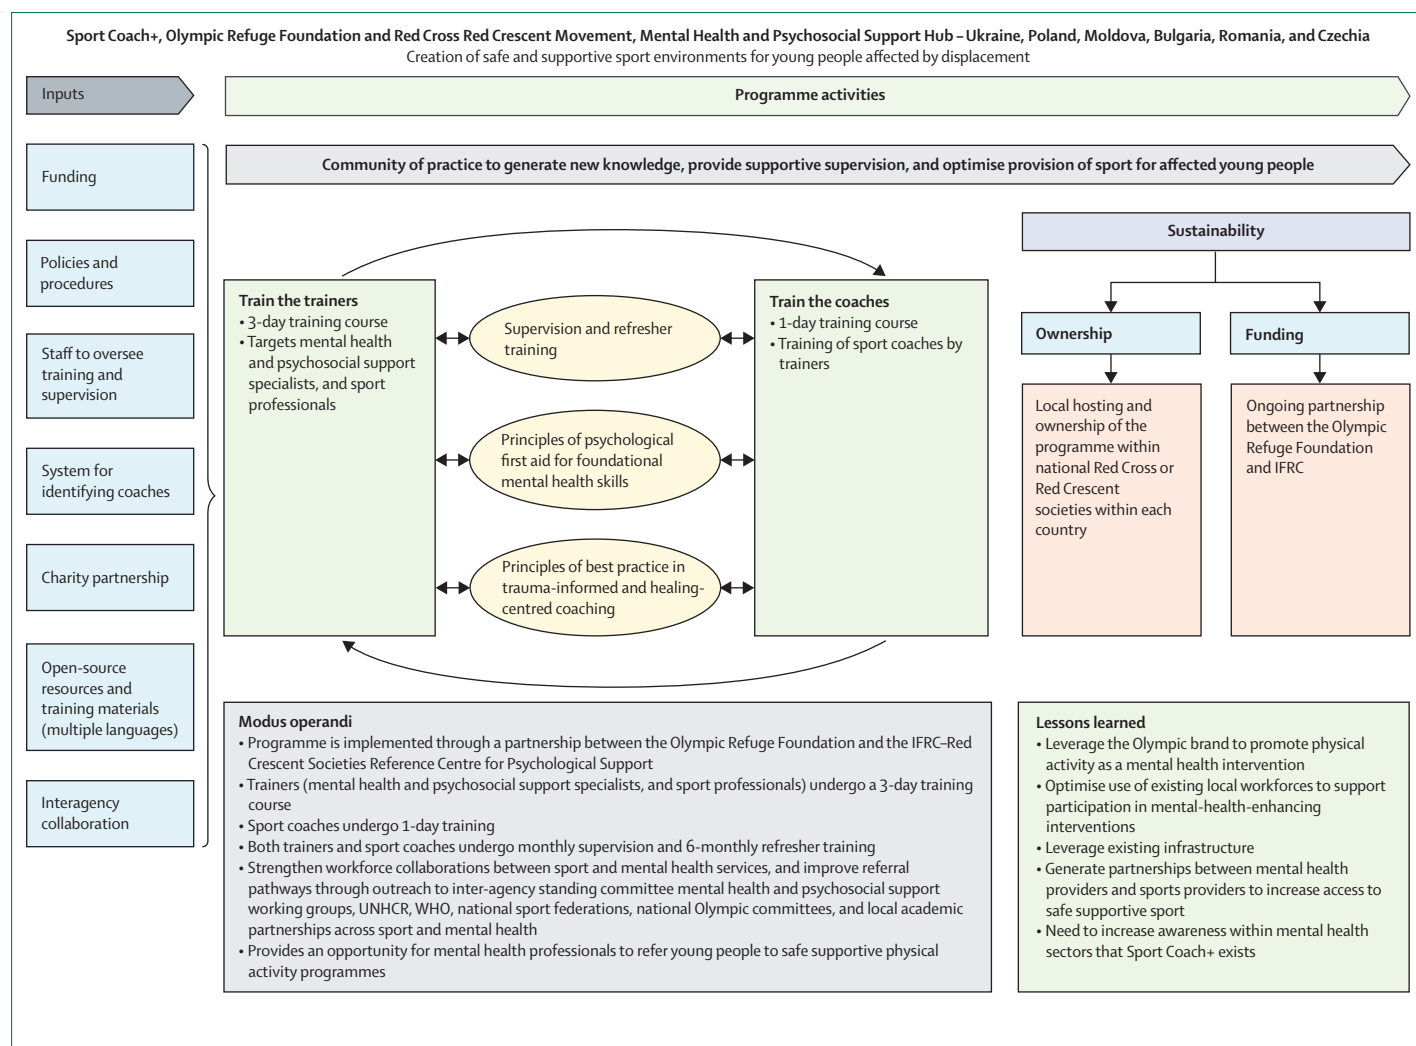 Sport Coach+, Olympic Refuge Foundation and Red Cross Red Crescent Movement, Mental Health and Psychosocial Support Hub – Ukraine, Poland, Moldova, Bulgaria, Romania, and Czechia
Creation of safe and supportive sport environments for young people affected by displacement
Inputs
Programme activities
Funding
Policies and
procedures
Staff to oversee
training and
supervision
System for
identifying coaches
Charity partnership
Open-source
resources and
training materials
(multiple languages)
Interagency
collaboration
Community of practice to generate new knowledge, provide supportive supervision, and optimise provision of sport for affected young people
Train the trainers
• 3-day training course
• Targets mental health
and psychosocial support
specialists, and sport
professionals
Supervision and refresher
training
Principles of psychological
first aid for foundational
mental health skills
Principles of best practice in
trauma-informed and healing-
centred coaching
Train the coaches
• 1-day training course
• Training of sport coaches by
trainers
Sustainability
Ownership
Local hosting and
ownership of the
programme within
national Red Cross or
Red Crescent
societies within each
country
Funding
Ongoing partnership
between the Olympic
Refuge Foundation
and IFRC
Modus operandi
• Programme is implemented through a partnership between the Olympic Refuge Foundation and the IFRC–Red
Crescent Societies Reference Centre for Psychological Support
• Trainers (mental health and psychosocial support specialists, and sport professionals) undergo a 3-day training
course
• Sport coaches undergo 1-day training
• Both trainers and sport coaches undergo monthly supervision and 6-monthly refresher training
• Strengthen workforce collaborations between sport and mental health services, and improve referral
pathways through outreach to inter-agency standing committee mental health and psychosocial support
working groups, UNHCR, WHO, national sport federations, national Olympic committees, and local academic
partnerships across sport and mental health
• Provides an opportunity for mental health professionals to refer young people to safe supportive physical
activity programmes
Lessons learned
• Leverage the Olympic brand to promote physical
activity as a mental health intervention
• Optimise use of existing local workforces to support
participation in mental-health-enhancing
interventions
• Leverage existing infrastructure
• Generate partnerships between mental health
providers and sports providers to increase access to
safe supportive sport
• Need to increase awareness within mental health
sectors that Sport Coach+ exists